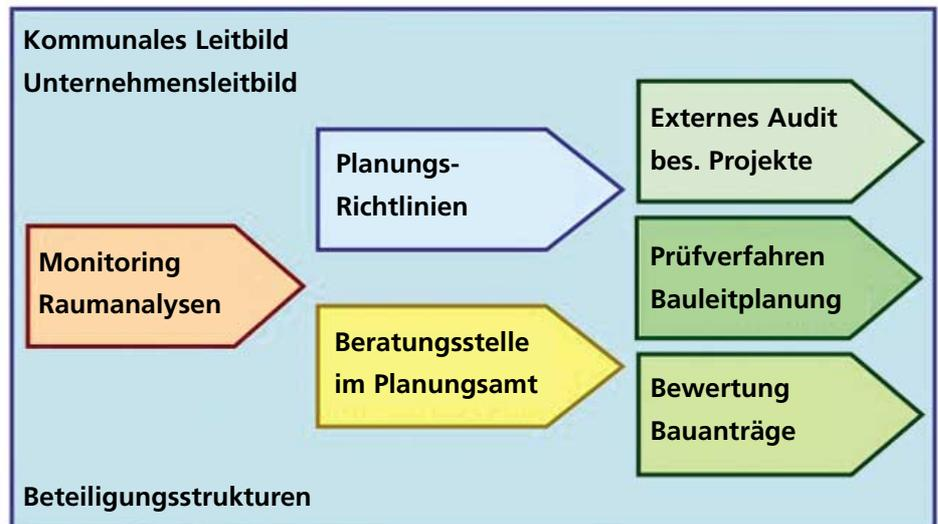 Kommunales Leitbild
Unternehmensleitbild
Monitoring
Raumanalysen
Planungs-
Richtlinien
Beratungsstelle
im Planungsamt
Externes Audit
bes. Projekte
Prüfverfahren
Bauleitplanung
Bewertung
Bauanträge
Beteiligungsstrukturen